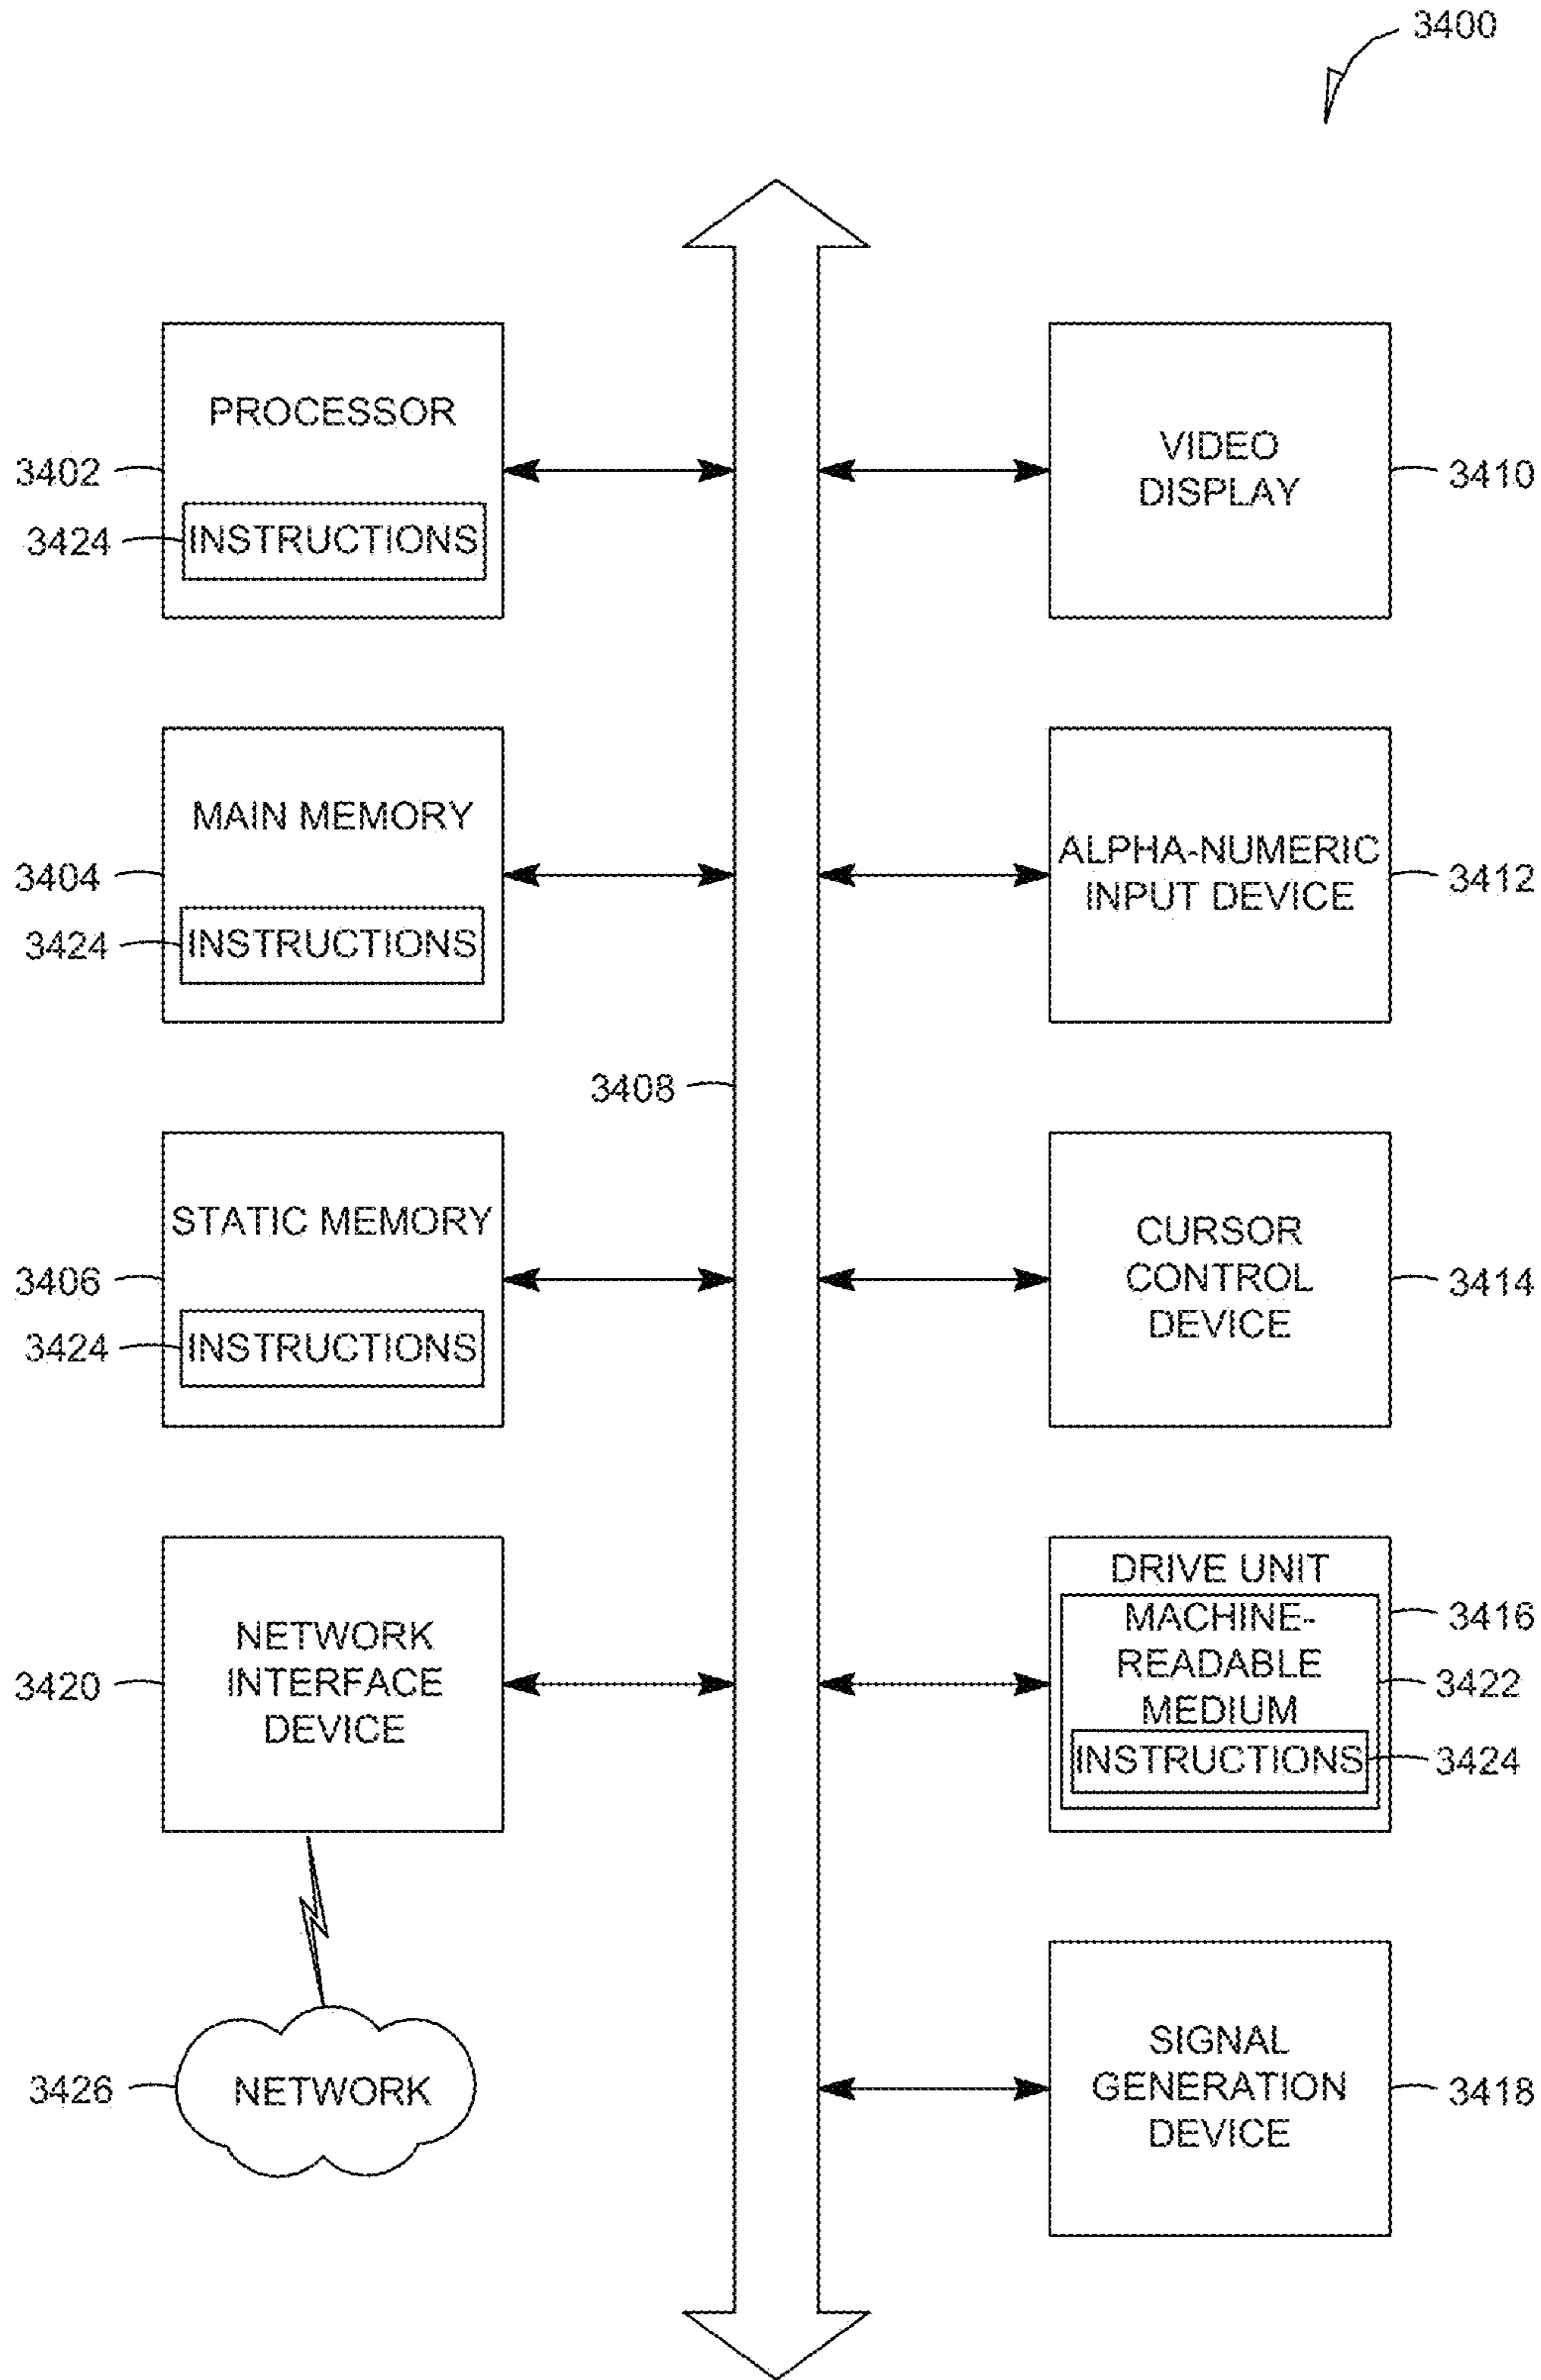 3400
PROCESSOR
3402
3424
INSTRUCTIONS
VIDEO
DISPLAY
3410
MAIN MEMORY
3404
3424
INSTRUCTIONS
ALPHA-NUMERIC
INPUT DEVICE
3412
3408
STATIC MEMORY
3406
3424
INSTRUCTIONS
CURSOR
CONTROL
DEVICE
3414
NETWORK
INTERFACE
DEVICE
3420
DRIVE UNIT
MACHINE-
READABLE
MEDIUM
INSTRUCTIONS
3416
3422
3424
3426
NETWORK
SIGNAL
GENERATION
DEVICE
3418